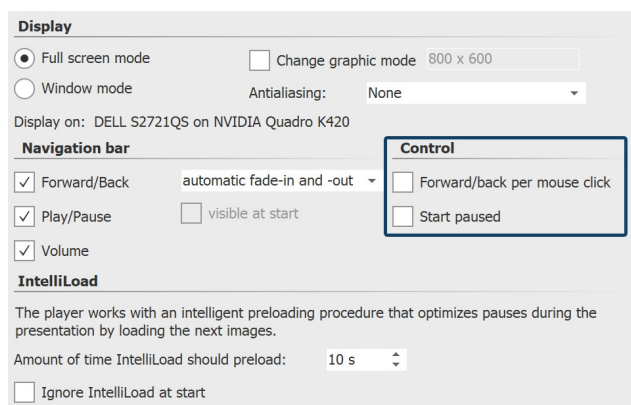 Display
Full screen mode
Change graphic mode 800 x 600
Window mode
Antialiasing: None
Display on: DELL S2721QS on NVIDIA Quadro K420
Navigation bar
Control
Forward/Back automatic fade-in and -out
Forward/back per mouse click
Play/Pause visible at start
Start paused
Volume
IntelliLoad
The player works with an intelligent preloading procedure that optimizes pauses during the
presentation by loading the next images.
Amount of time IntelliLoad should preload: 10 s
Ignore IntelliLoad at start